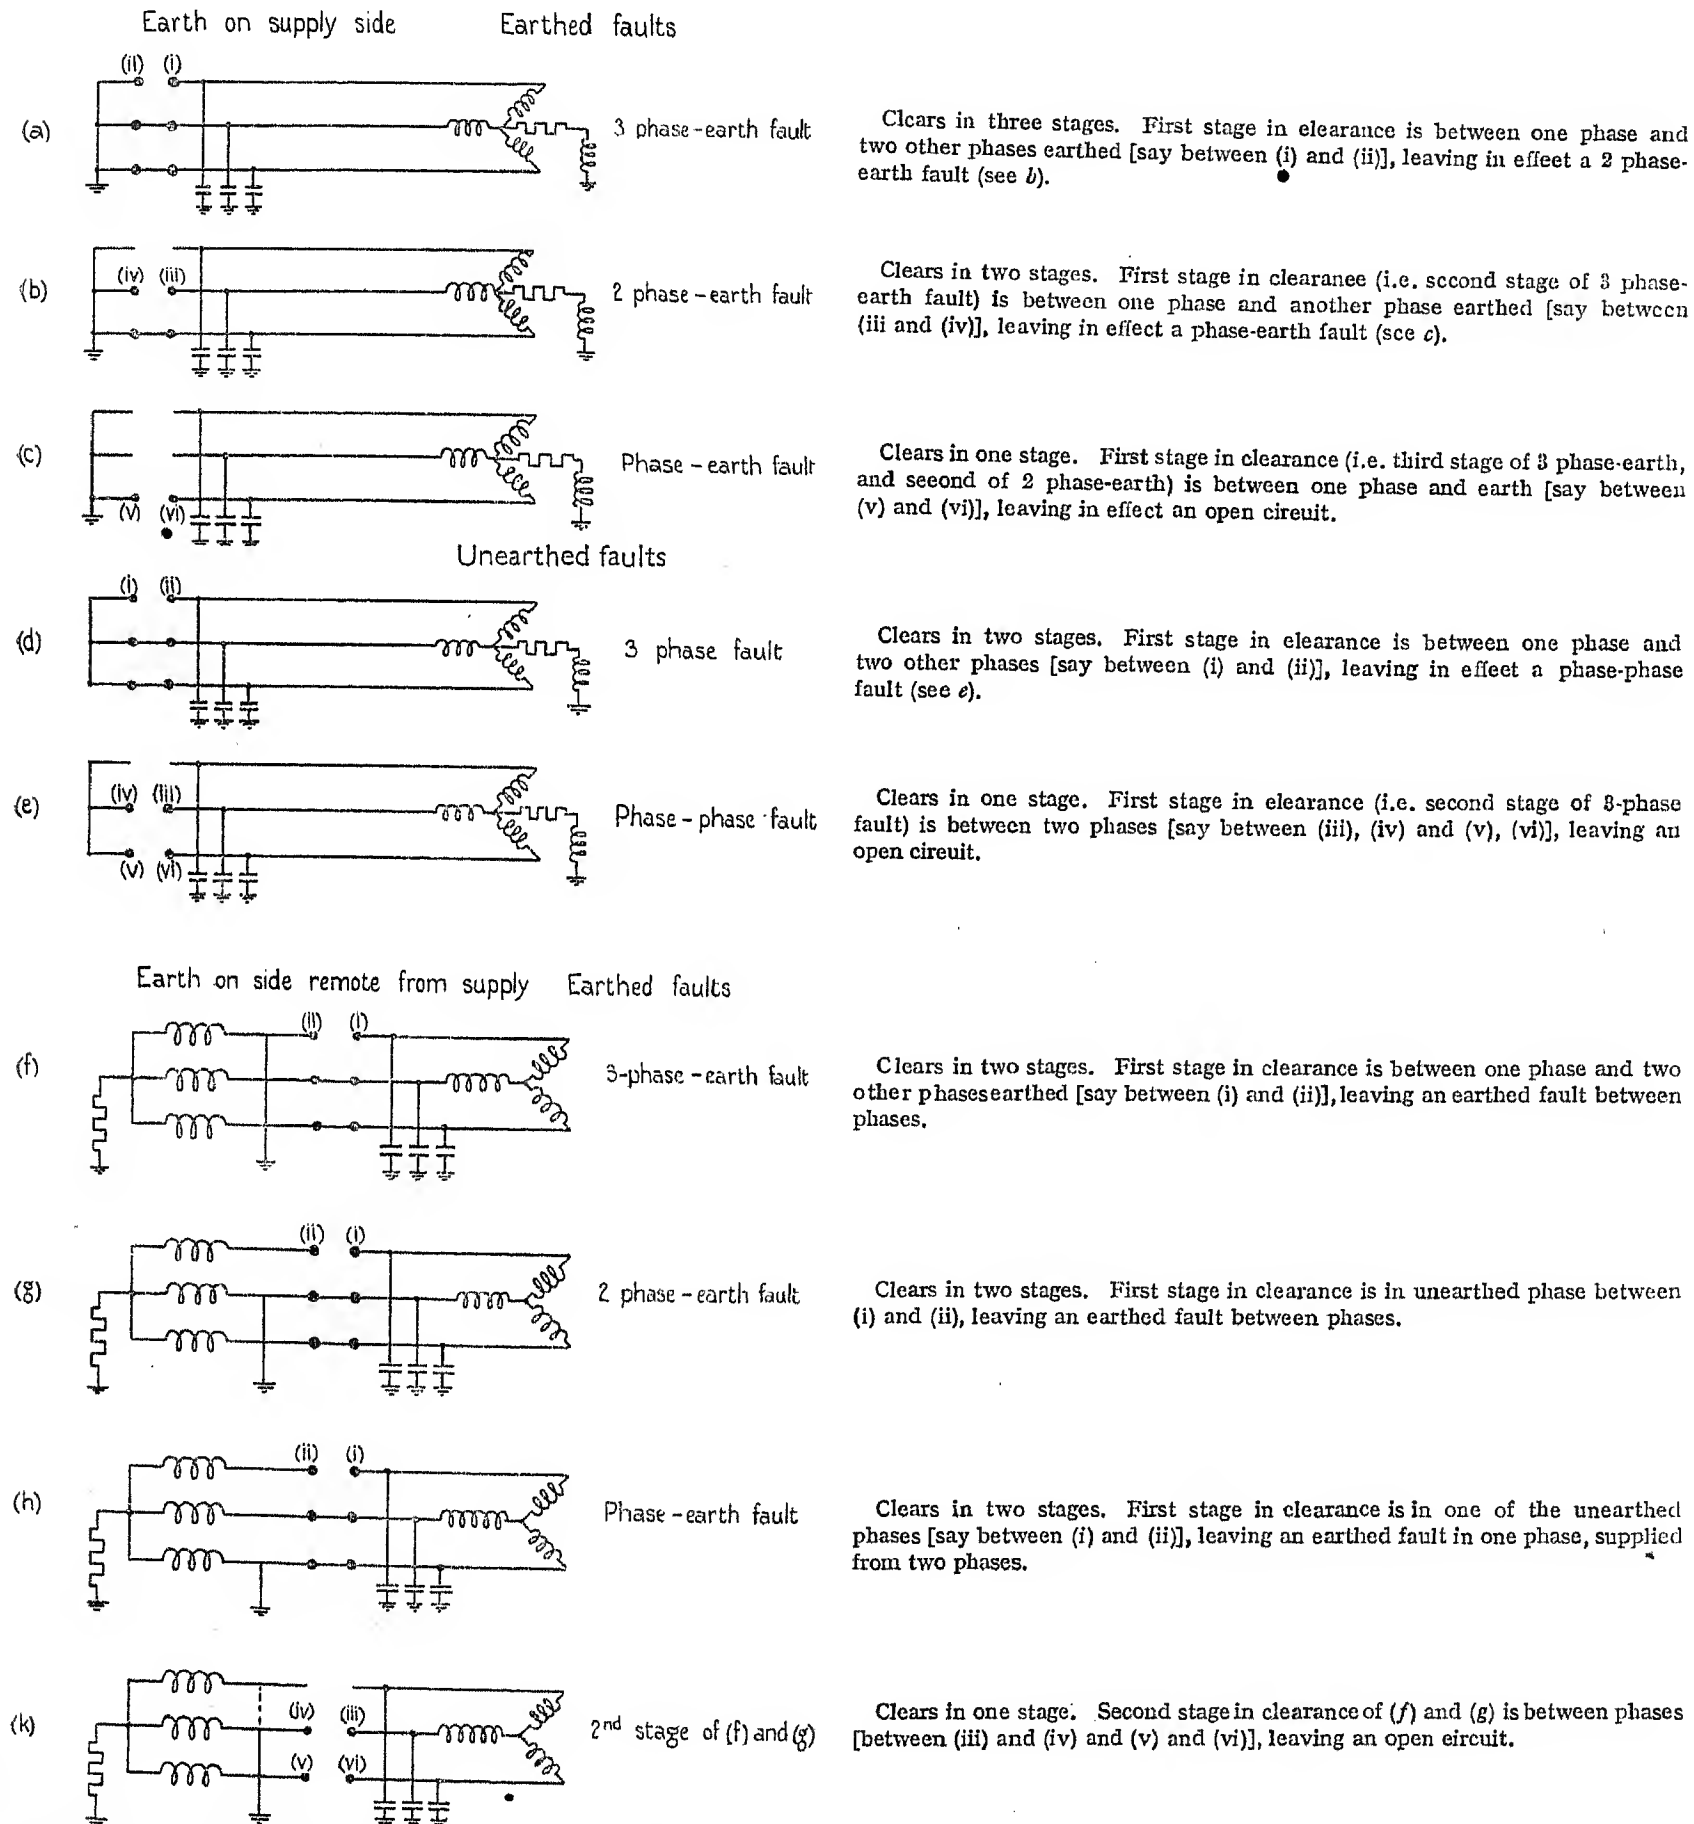 Earth on supply side Earthed faults
(ii) (i)
(a) 3 phase-earth fault
Clears in three stages. First stage in clearance is between one phase and
two other phases earthed [say between (i) and (ii)], leaving in effect a 2 phase-
earth fault (see b).
(iv) (iii)
(b) 2 phase-earth fault
Clears in two stages. First stage in clearance (i.e. second stage of 3 phase-
earth fault) is between one phase and another phase earthed [say between
(iii and (iv)], leaving in effect a phase-earth fault (see c).
(c) Phase-earth fault
(v) (vi)
Clears in one stage. First stage in clearance (i.e. third stage of 3 phase-earth,
and second of 2 phase-earth) is between one phase and earth [say between
(v) and (vi)], leaving in effect an open circuit.
Unearthed faults
(i) (ii)
(d) 3 phase fault
Clears in two stages. First stage in clearance is between one phase and
two other phases [say between (i) and (ii)], leaving in effect a phase-phase
fault (see e).
(iv) (iii)
(e) Phase-phase fault
(v) (vi)
Clears in one stage. First stage in clearance (i.e. second stage of 3-phase
fault) is between two phases [say between (iii), (iv) and (v), (vi)], leaving an
open circuit.
Earth on side remote from supply Earthed faults
(ii) (i)
(f) 3-phase-earth fault
Clears in two stages. First stage in clearance is between one phase and two
other phases earthed [say between (i) and (ii)], leaving an earthed fault between
phases.
(ii) (i)
(g) 2 phase-earth fault
Clears in two stages. First stage in clearance is in unearthed phase between
(i) and (ii), leaving an earthed fault between phases.
(ii) (i)
(h) Phase-earth fault
Clears in two stages. First stage in clearance is in one of the unearthed
phases [say between (i) and (ii)], leaving an earthed fault in one phase, supplied
from two phases.
(iv) (iii)
(k) 2nd stage of (f) and (g)
(v) (vi)
Clears in one stage. Second stage in clearance of (f) and (g) is between phases
[between (iii) and (iv) and (v) and (vi)], leaving an open circuit.